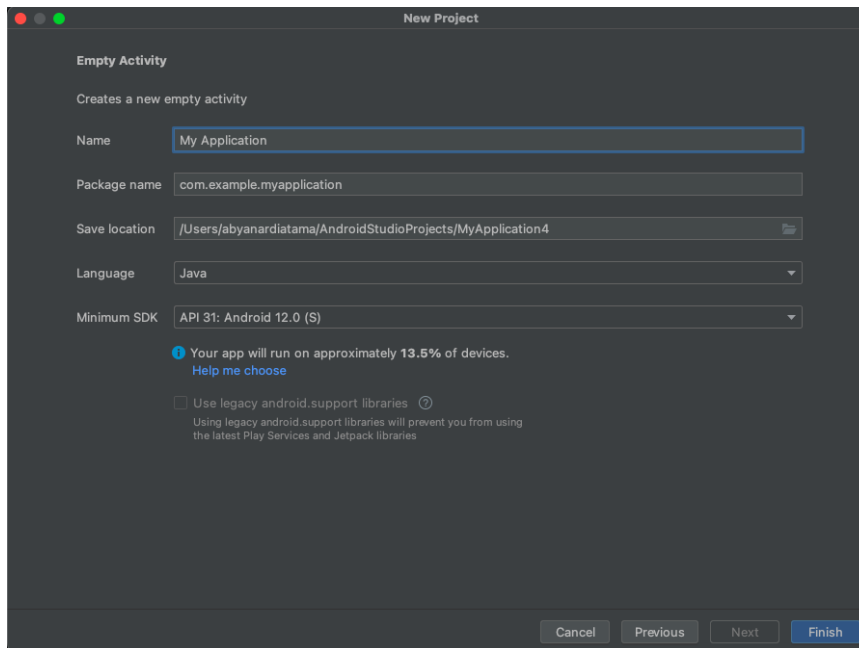 New Project
Empty Activity
Creates a new empty activity
Name My Application
Package name com.example.myapplication
Save location /Users/abyanardiatama/AndroidStudioProjects/MyApplication4
Language Java
Minimum SDK API 31: Android 12.0 (S)
Your app will run on approximately 13.5% of devices.
Help me choose
Use legacy android.support libraries
Using legacy android.support libraries will prevent you from using
the latest Play Services and Jetpack libraries
Cancel Previous Next Finish